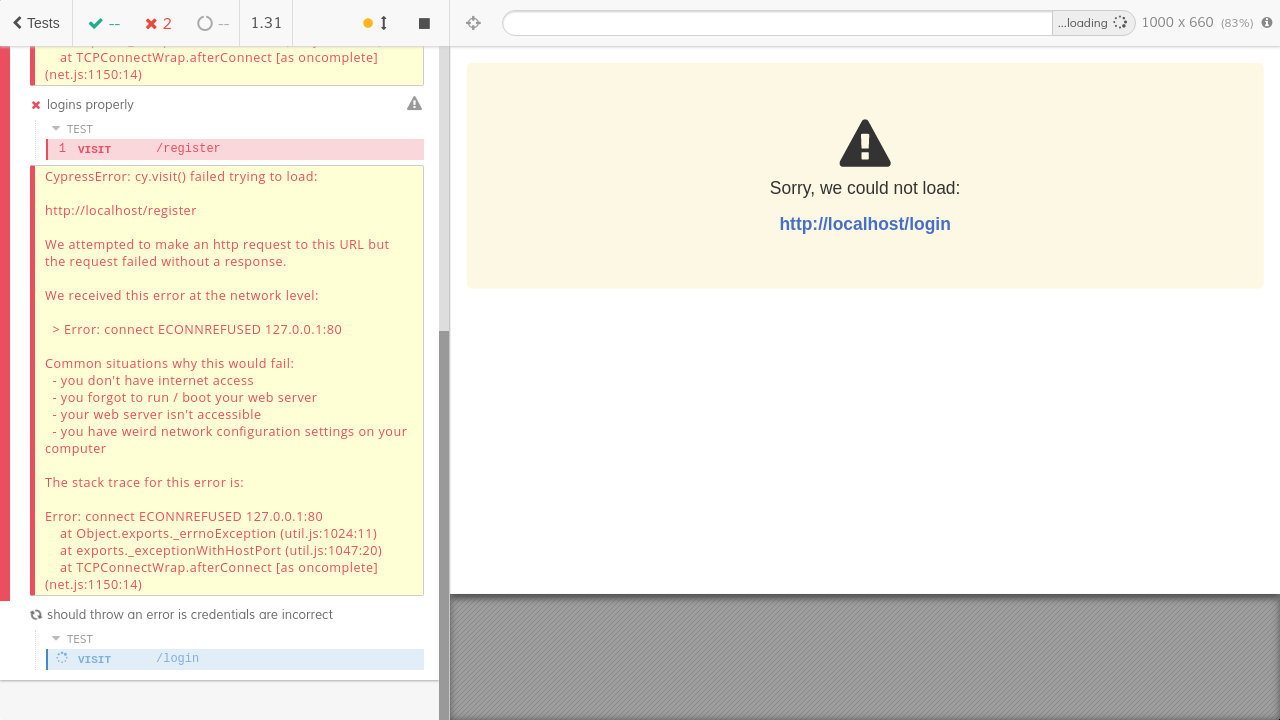 Tests -- 2 -- 1.31
...loading 1000 x 660 (83%)
at TCPConnectWrap.afterConnect [as oncomplete]
(net.js:1150:14)
logins properly
TEST
1 VISIT /register
CypressError: cy.visit() failed trying to load:
http://localhost/register
We attempted to make an http request to this URL but
the request failed without a response.
We received this error at the network level:
> Error: connect ECONNREFUSED 127.0.0.1:80
Common situations why this would fail:
- you don't have internet access
- you forgot to run / boot your web server
- your web server isn't accessible
- you have weird network configuration settings on your
computer
The stack trace for this error is:
Error: connect ECONNREFUSED 127.0.0.1:80
at Object.exports._errnoException (util.js:1024:11)
at exports._exceptionWithHostPort (util.js:1047:20)
at TCPConnectWrap.afterConnect [as oncomplete]
(net.js:1150:14)
should throw an error is credentials are incorrect
TEST
VISIT /login
Sorry, we could not load:
http://localhost/login